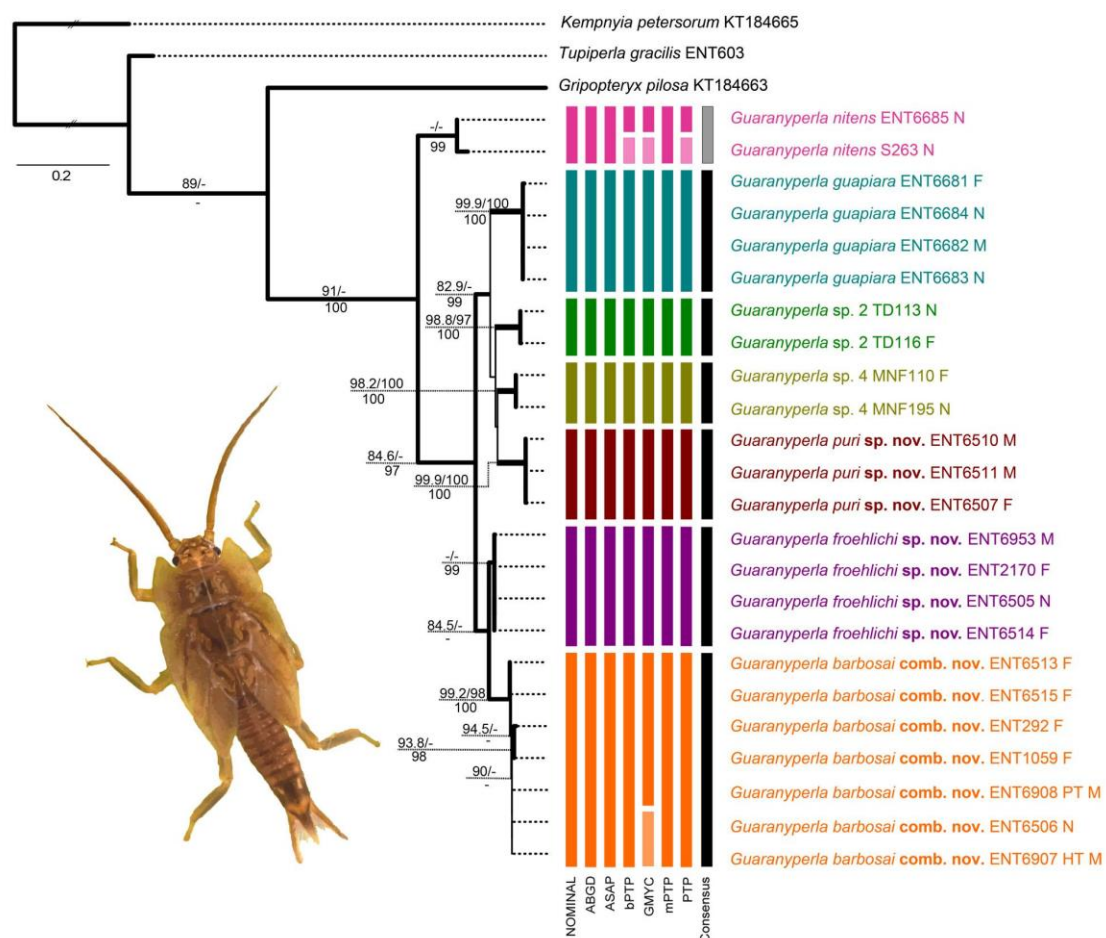 Kempnyia petersorum KT184665
Tupiperla gracilis ENT603
Gripopteryx pilosa KT184663
Guaranyperla nitens ENT6685 N
-/-
99
Guaranyperla nitens S263 N
0.2
89/-
-
Guaranyperla guapiara ENT6681 F
99.9/100
100
Guaranyperla guapiara ENT6684 N
Guaranyperla guapiara ENT6682 M
Guaranyperla guapiara ENT6683 N
91/-
100
82.9/-
99
Guaranyperla sp. 2 TD113 N
98.8/97
100
Guaranyperla sp. 2 TD116 F
Guaranyperla sp. 4 MNF110 F
98.2/100
100
Guaranyperla sp. 4 MNF195 N
Guaranyperla puri sp. nov. ENT6510 M
84.6/-
97
Guaranyperla puri sp. nov. ENT6511 M
99.9/100
100
Guaranyperla puri sp. nov. ENT6507 F
Guaranyperla froehlichi sp. nov. ENT6953 M
-/-
99
Guaranyperla froehlichi sp. nov. ENT2170 F
Guaranyperla froehlichi sp. nov. ENT6505 N
84.5/-
-
Guaranyperla froehlichi sp. nov. ENT6514 F
Guaranyperla barbosai comb. nov. ENT6513 F
99.2/98
100
Guaranyperla barbosai comb. nov. ENT6515 F
94.5/-
-
Guaranyperla barbosai comb. nov. ENT292 F
93.8/-
98
Guaranyperla barbosai comb. nov. ENT1059 F
90/-
-
Guaranyperla barbosai comb. nov. ENT6908 PT M
Guaranyperla barbosai comb. nov. ENT6506 N
Guaranyperla barbosai comb. nov. ENT6907 HT M
NOMINAL
ABGD
ASAP
bPTP
GMYC
mPTP
PTP
Consensus